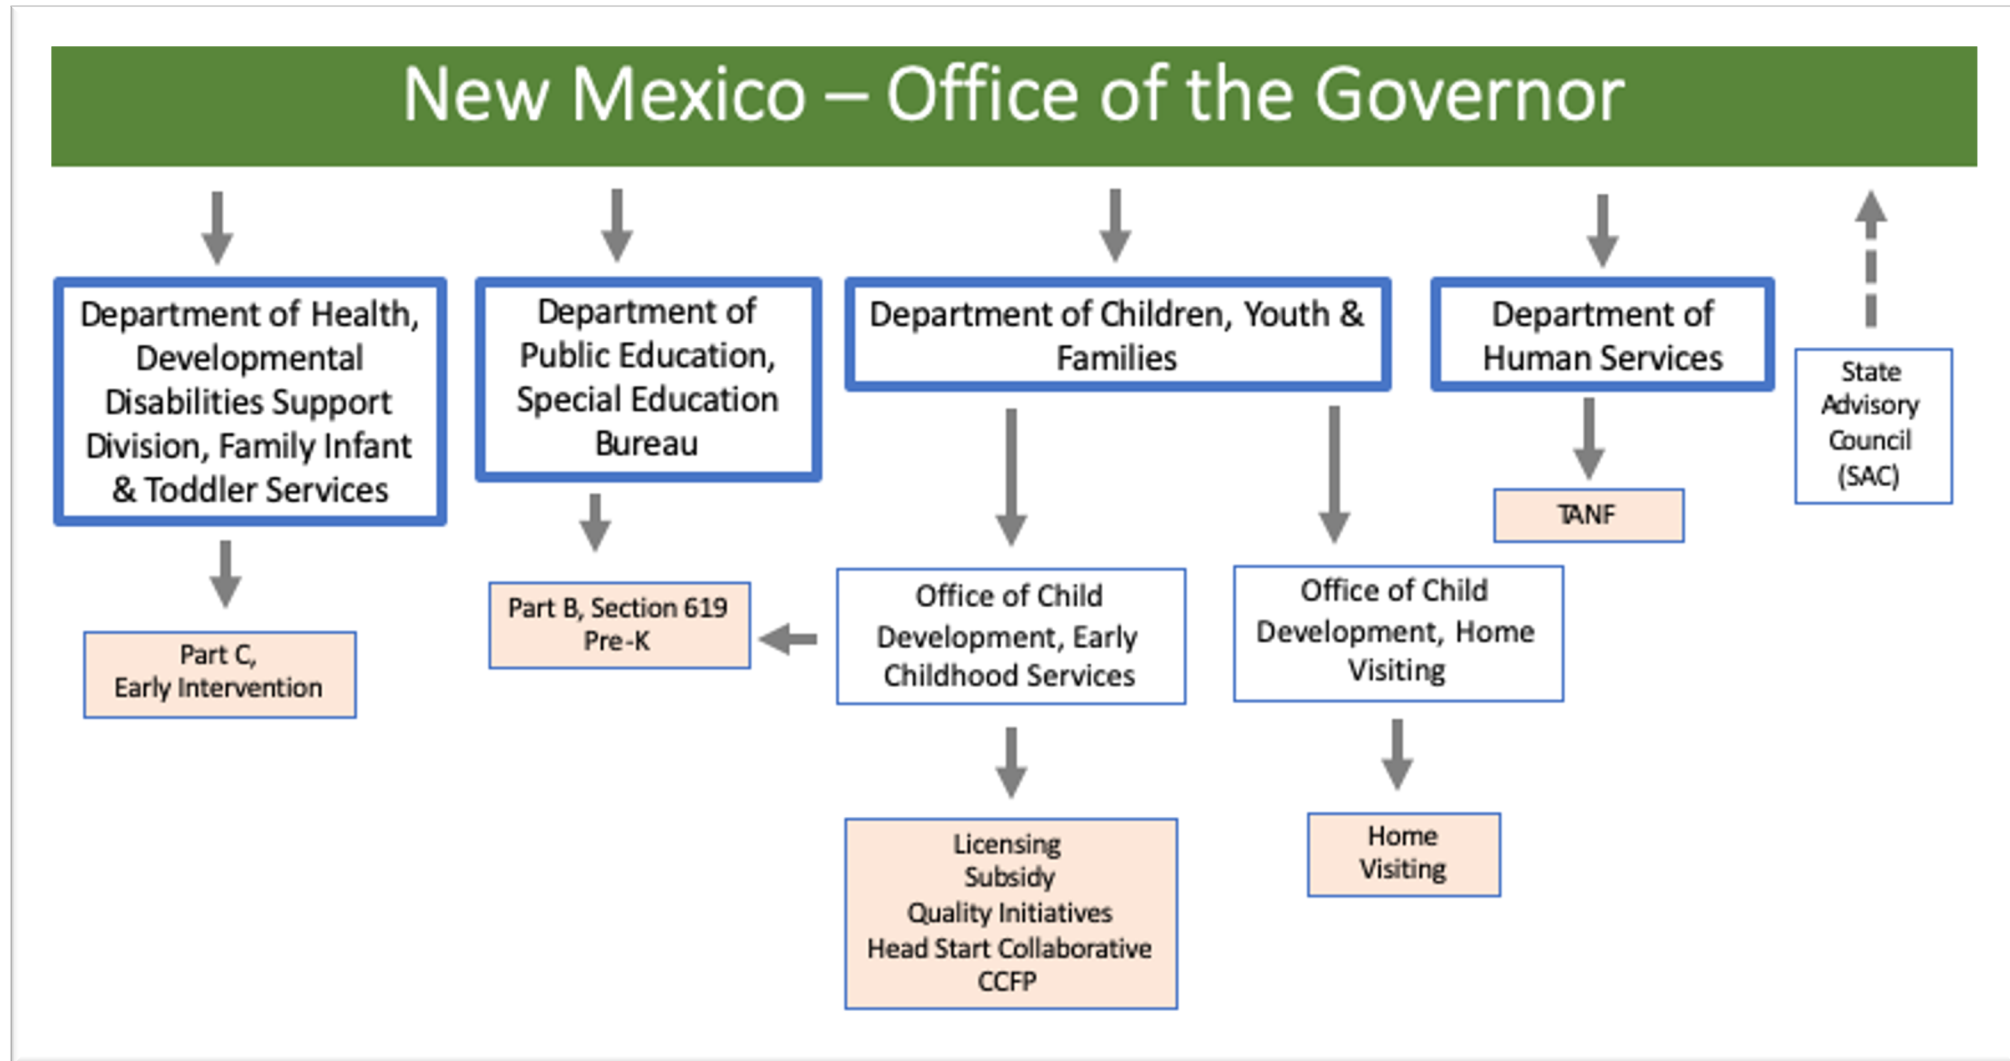 New Mexico – Office of the Governor
Department of Health,
Developmental
Disabilities Support
Division, Family Infant
& Toddler Services
Department of
Public Education,
Special Education
Bureau
Department of Children, Youth &
Families
Department of
Human Services
State
Advisory
Council
(SAC)
TANF
Part C,
Early Intervention
Part B, Section 619
Pre-K
Office of Child
Development, Early
Childhood Services
Office of Child
Development, Home
Visiting
Licensing
Subsidy
Quality Initiatives
Head Start Collaborative
CCFP
Home
Visiting